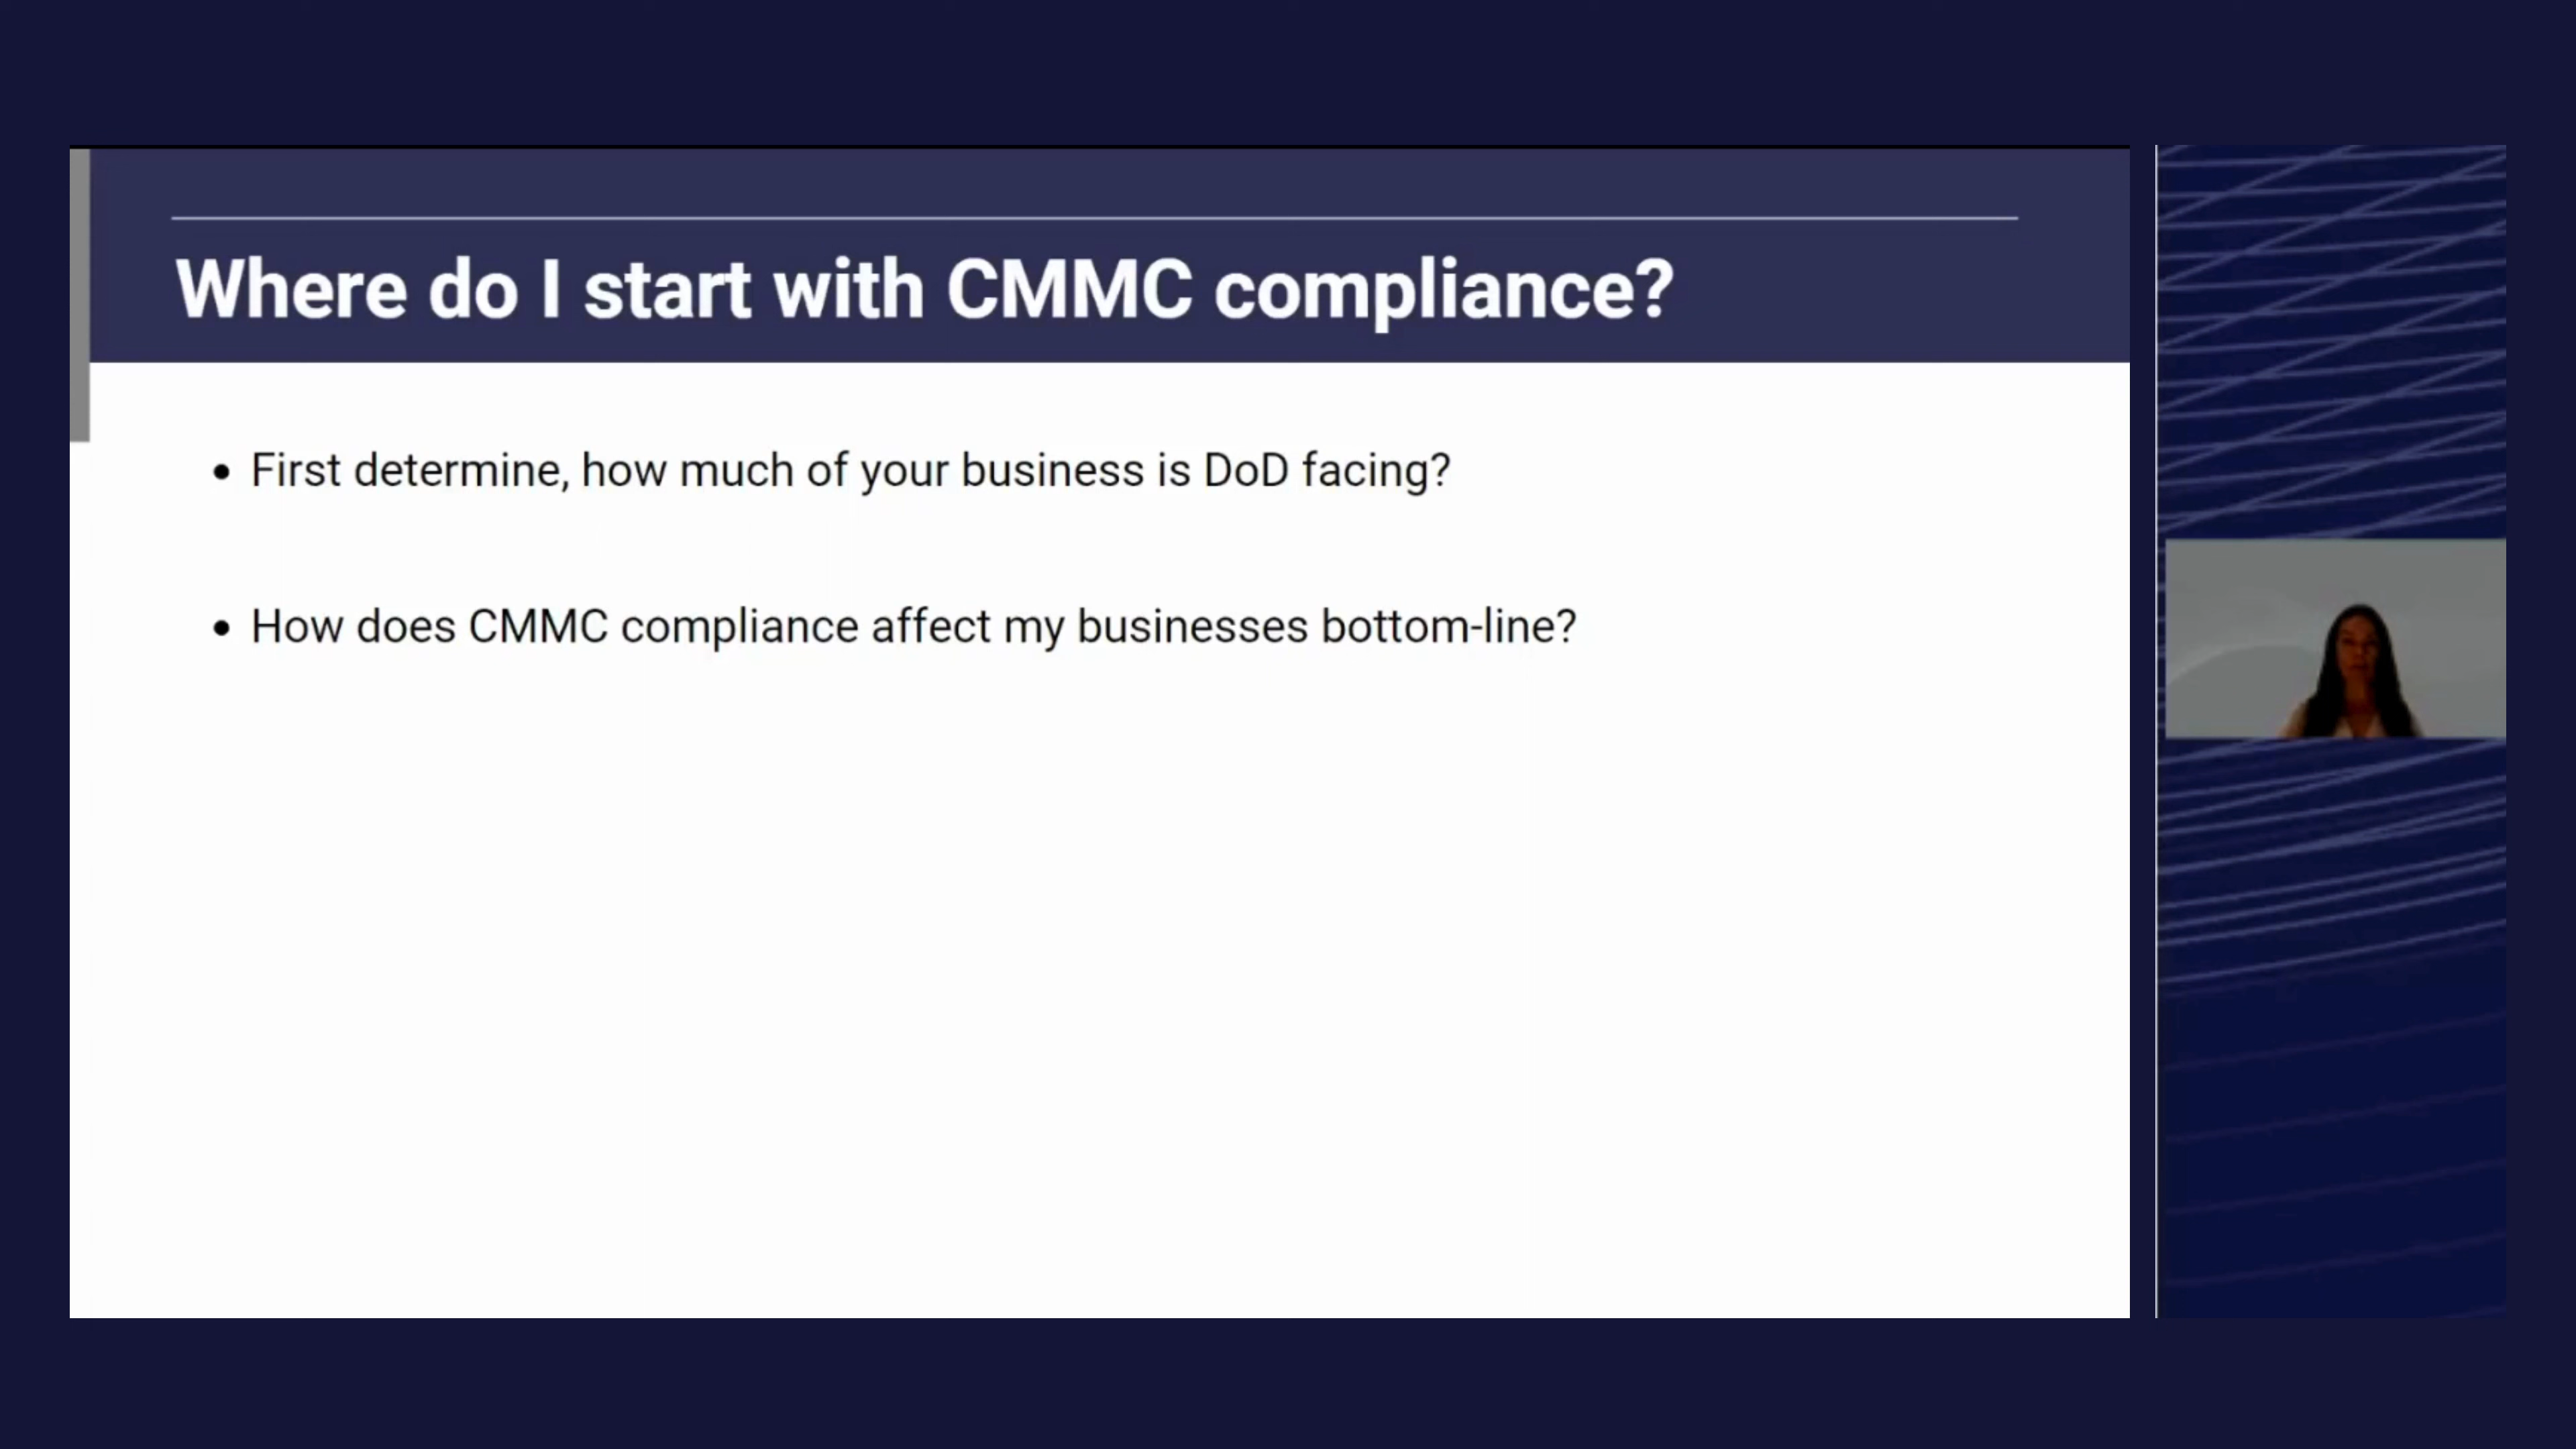 Where do I start with CMMC compliance?
• First determine, how much of your business is DoD facing?
• How does CMMC compliance affect my businesses bottom-line?